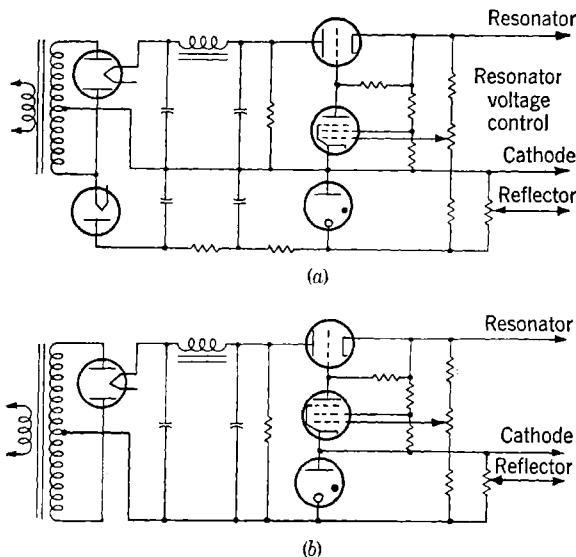 Resonator
Resonator
voltage
control
Cathode
Reflector
(a)
Resonator
Cathode
Reflector
(b)